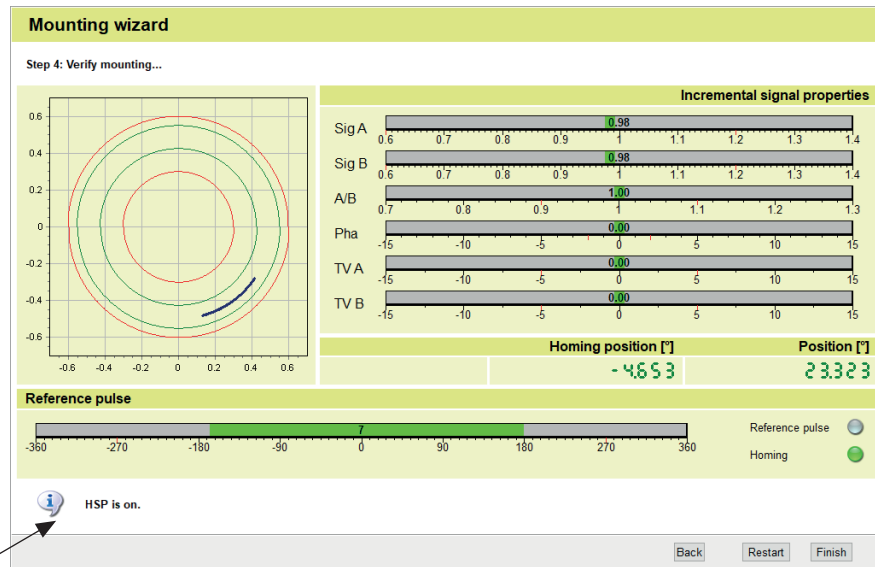 Mounting wizard
Step 4: Verify mounting...
Incremental signal properties
0.6
0.4
0.2
0
-0.2
-0.4
-0.6
-0.6 -0.4 -0.2 0 0.2 0.4 0.6
Sig A 0.98
0.6 0.7 0.8 0.9 1 1.1 1.2 1.3 1.4
Sig B 0.98
0.6 0.7 0.8 0.9 1 1.1 1.2 1.3 1.4
A/B 1.00
0.7 0.8 0.9 1 1.1 1.2 1.3
Pha 0.00
-15 -10 -5 0 5 10 15
TV A 0.00
-15 -10 -5 0 5 10 15
TV B 0.00
-15 -10 -5 0 5 10 15
Homing position [°] Position [°]
-4.653 23.323
Reference pulse
7
-360 -270 -180 -90 0 90 180 270 360
Reference pulse
Homing
HSP is on.
Back Restart Finish